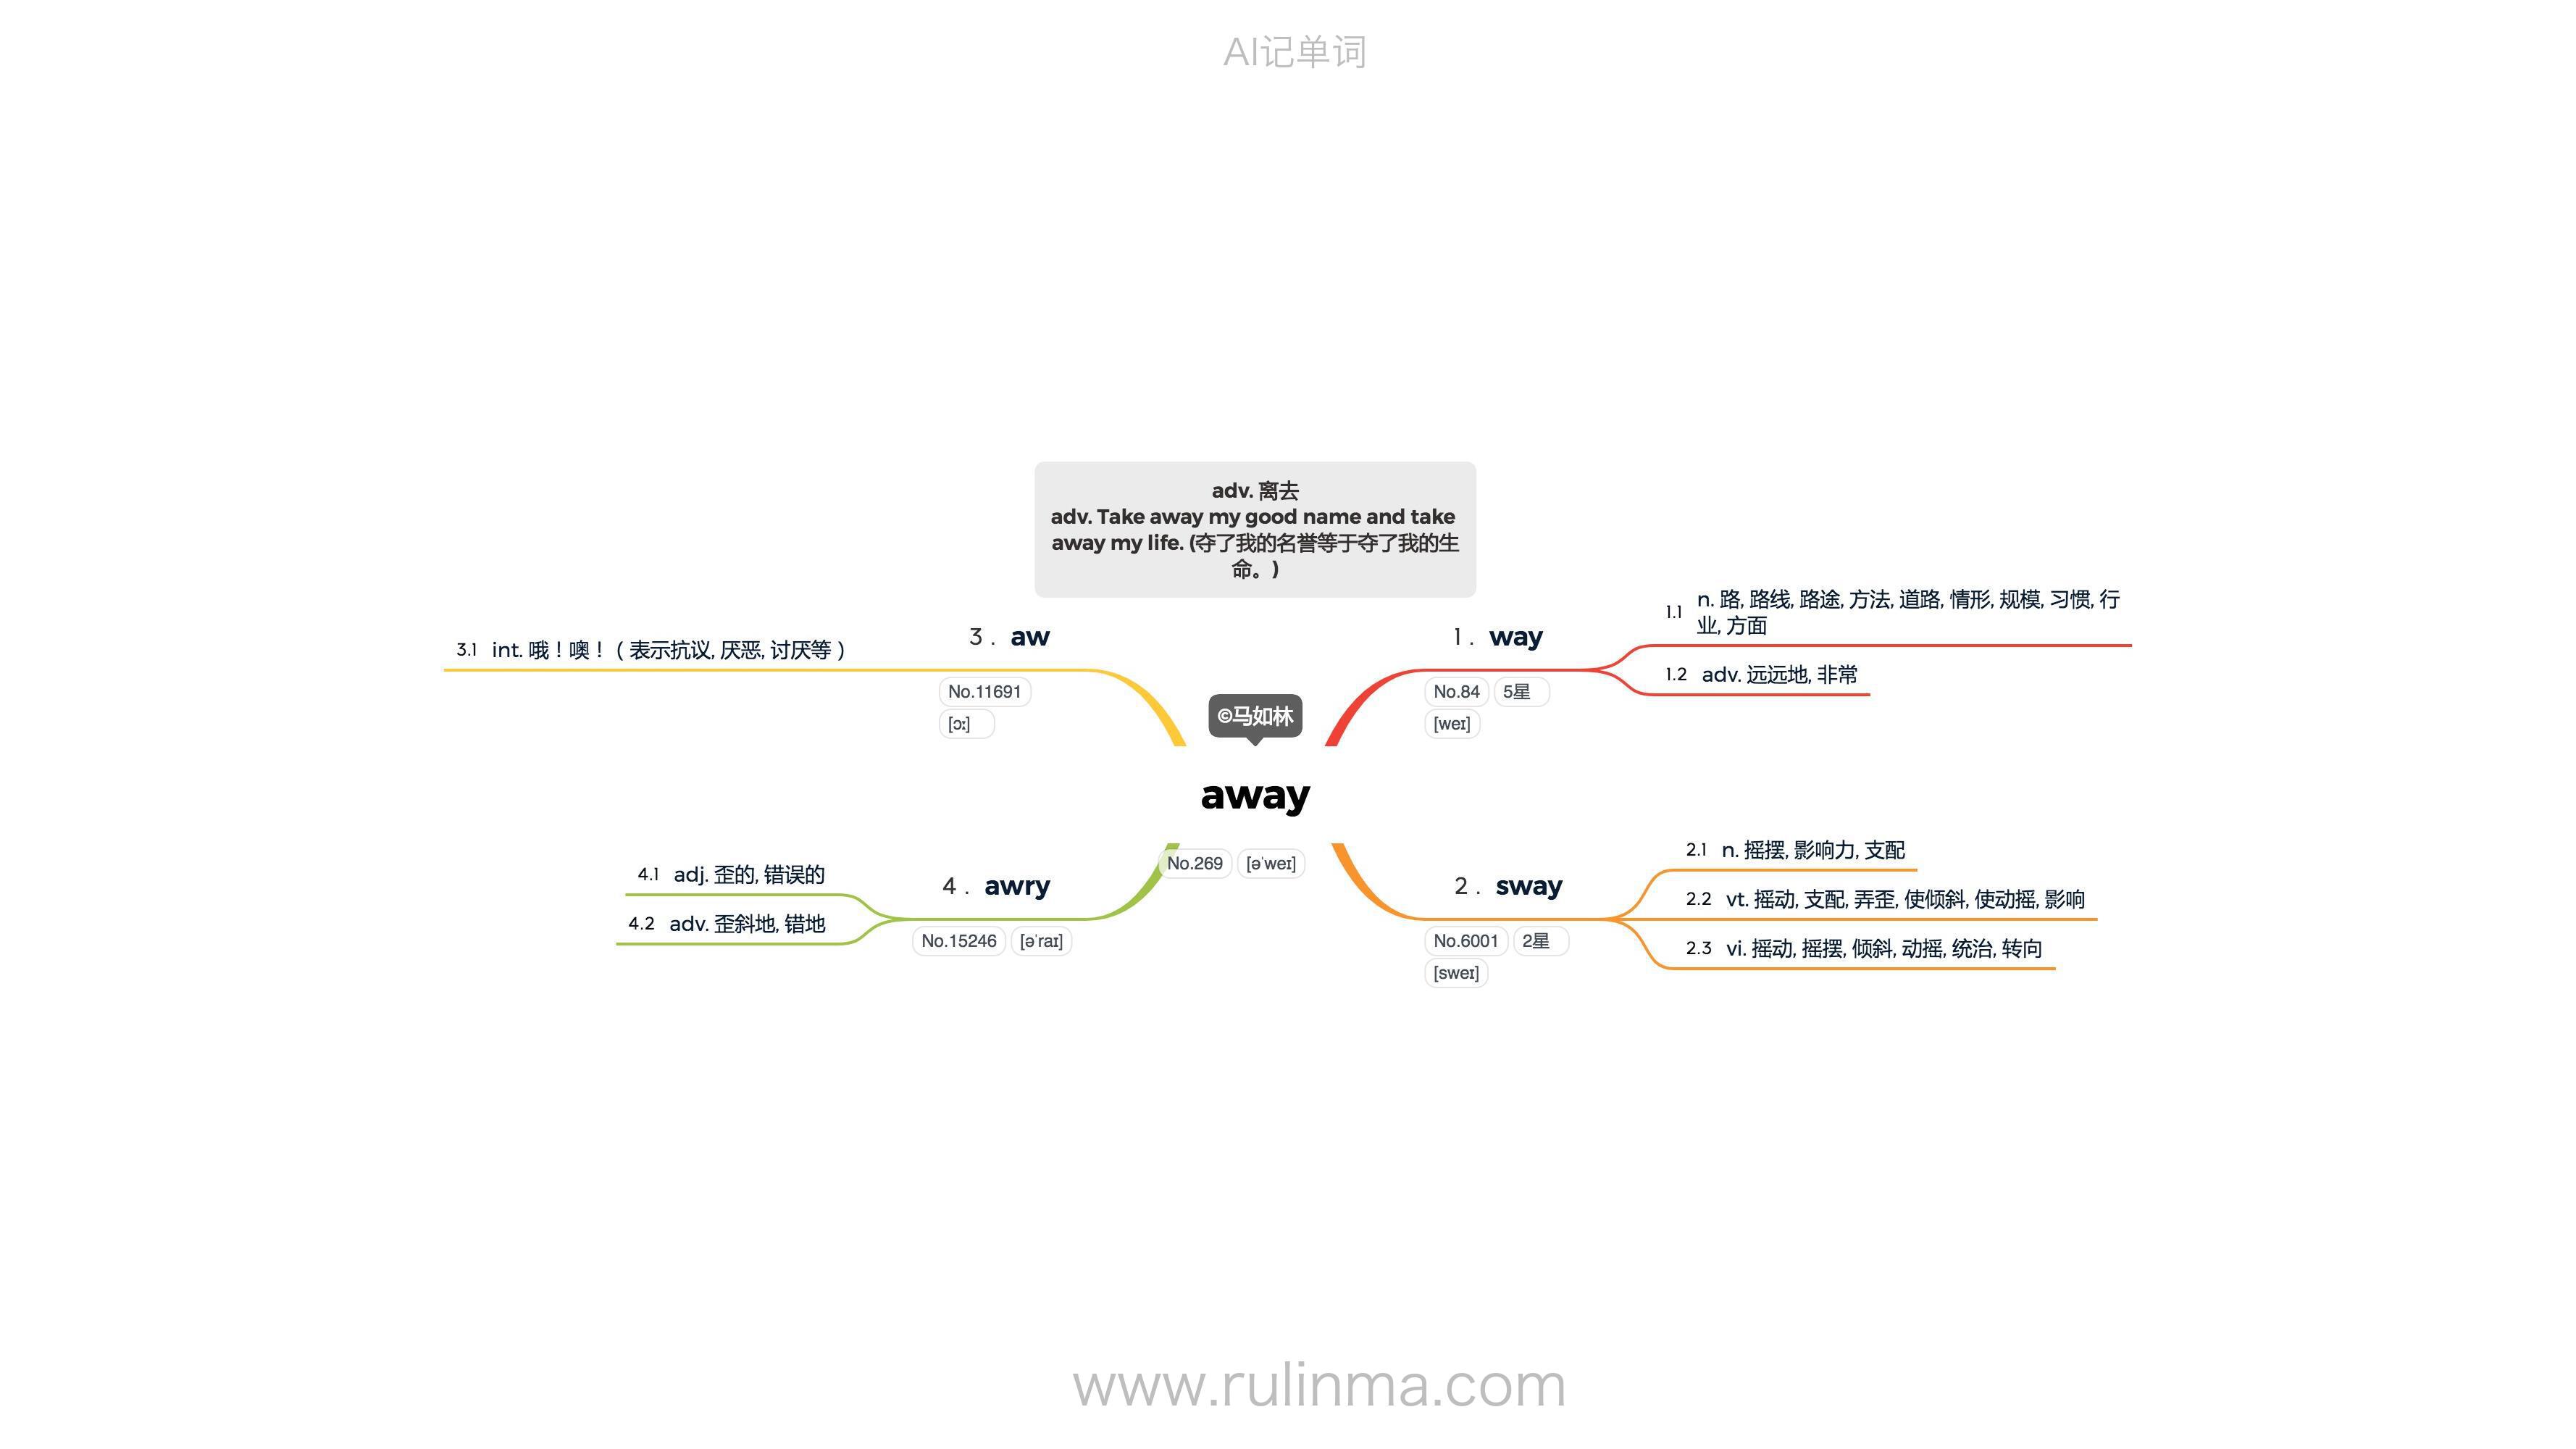 AI记单词
adv. 离去
adv. Take away my good name and take
away my life. (夺了我的名誉等于夺了我的生
命。)
©马如林
away
No.269 [ə'weɪ]
1. way
No.84 5星
[weɪ]
1.1 n. 路, 路线, 路途, 方法, 道路, 情形, 规模, 习惯, 行
业, 方面
1.2 adv. 远远地, 非常
2. sway
No.6001 2星
[sweɪ]
2.1 n. 摇摆, 影响力, 支配
2.2 vt. 摇动, 支配, 弄歪, 使倾斜, 使动摇, 影响
2.3 vi. 摇动, 摇摆, 倾斜, 动摇, 统治, 转向
3. aw
No.11691
[ɔː]
3.1 int. 哦！噢！（表示抗议, 厌恶, 讨厌等）
4. awry
No.15246 [ə'raɪ]
4.1 adj. 歪的, 错误的
4.2 adv. 歪斜地, 错地
www.rulinma.com